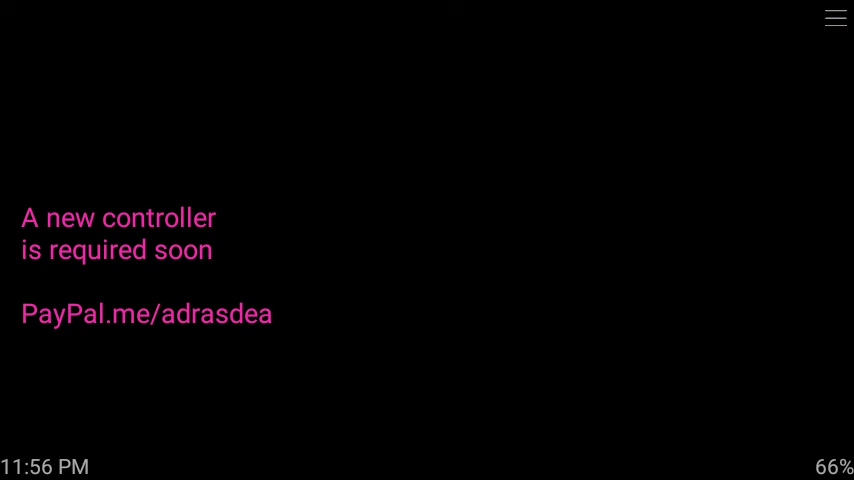 A new controller
is required soon
PayPal.me/adrasdea
11:56 PM
66%